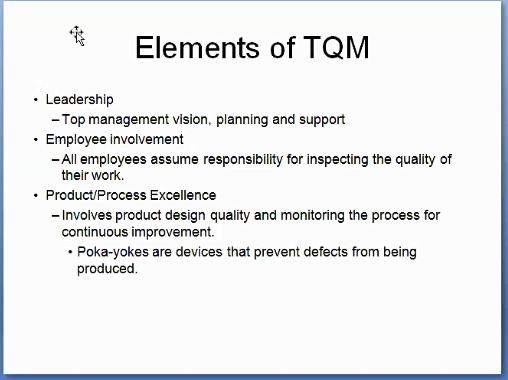 Elements of TQM
• Leadership
– Top management vision, planning and support
• Employee involvement
– All employees assume responsibility for inspecting the quality of
their work.
• Product/Process Excellence
– Involves product design quality and monitoring the process for
continuous improvement.
• Poka-yokes are devices that prevent defects from being
produced.